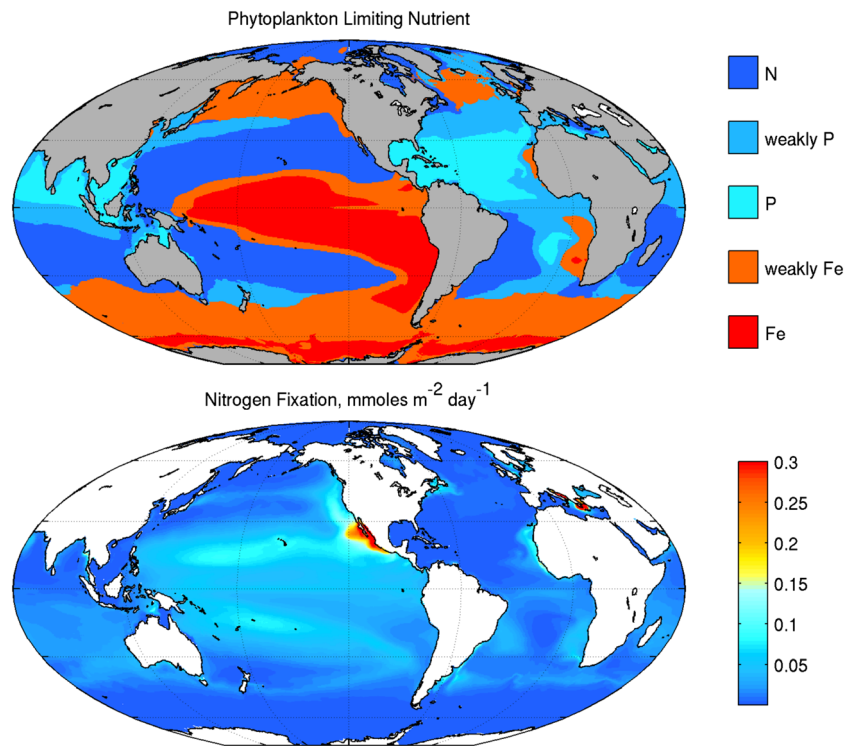 Phytoplankton Limiting Nutrient
N
weakly P
P
weakly Fe
Fe
Nitrogen Fixation, mmoles m⁻² day⁻¹
0.3
0.25
0.2
0.15
0.1
0.05